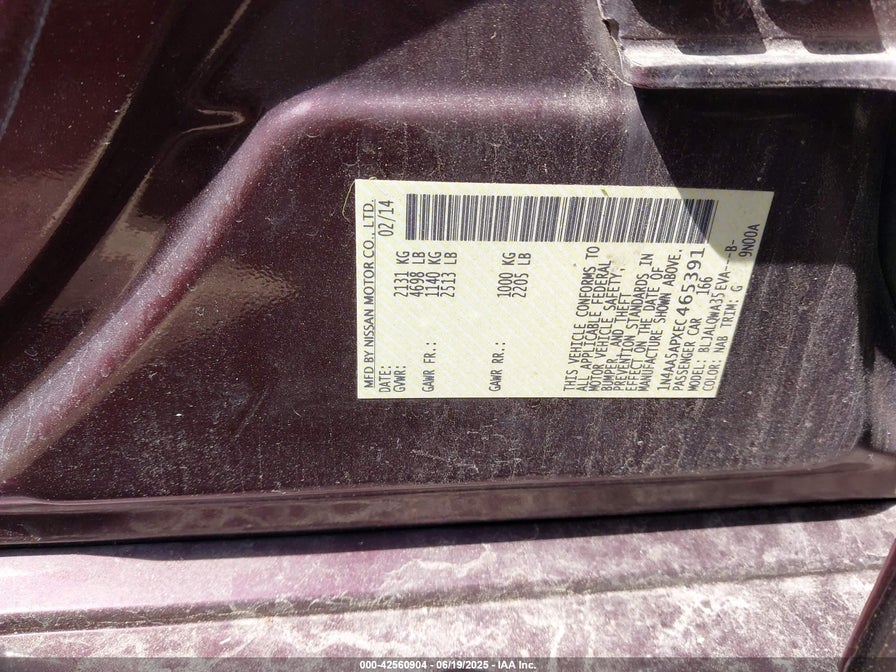 MFD BY NISSAN MOTOR CO., LTD.
DATE: 02/14
GVWR: 2131 KG
4698 LB
GAWR FR.: 1140 KG
2513 LB
GAWR RR.: 1000 KG
2205 LB
THIS VEHICLE CONFORMS TO
ALL APPLICABLE FEDERAL
MOTOR VEHICLE SAFETY,
BUMPER, AND THEFT
PREVENTION STANDARDS IN
EFFECT ON THE DATE OF
MANUFACTURE SHOWN ABOVE.
1N4AA5APXEC465391
PASSENGER CAR 166
MODEL: BLJALQWA35EVA---B-
COLOR: NAB TRIM: G 9N00A
000-42560904 // 06/19/2025 - IAA Inc.